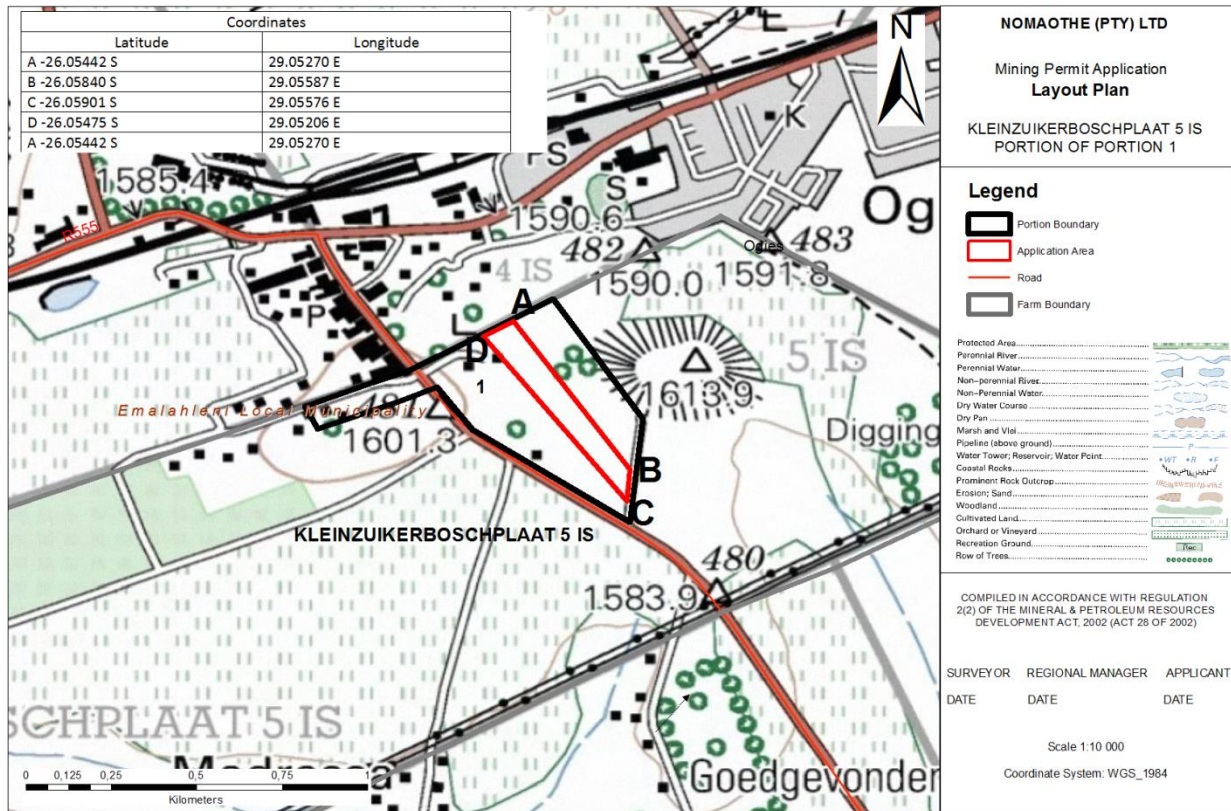 Coordinates
Latitude Longitude
A -26.05442 S 29.05270 E
B -26.05840 S 29.05587 E
C -26.05901 S 29.05576 E
D -26.05475 S 29.05206 E
A -26.05442 S 29.05270 E
N
K
PS
S
1585.4
R555
1590.6
482
Ogies
483
Og
4 IS
1590.0
1591.8
P
L
A
D
1
5 IS
1613.9
Emalahleni Local Municipality
48
1601.3
Digging
B
C
KLEINZUIKERBOSCHPLAAT 5 IS
480
1583.9
SCHPLAAT 5 IS
Goedgevonden
0 0,125 0,25 0,5 0,75 1
Kilometers
NOMAOTHE (PTY) LTD
Mining Permit Application
Layout Plan
KLEINZUIKERBOSCHPLAAT 5 IS
PORTION OF PORTION 1
Legend
Portion Boundary
Application Area
Road
Farm Boundary
Protected Area
Perennial River
Perennial Water
Non-perennial River
Non-perennial Water
Dry Water Course
Dry Pan
Marsh and Vlei
Pipeline (above ground) P
Water Tower; Reservoir; Water Point WT R F
Coastal Rocks
Prominent Rock Outcrop
Erosion; Sand
Woodland
Cultivated Land
Orchard or Vineyard
Recreation Ground Rec
Row of Trees
COMPILED IN ACCORDANCE WITH REGULATION
2(2) OF THE MINERAL & PETROLEUM RESOURCES
DEVELOPMENT ACT, 2002 (ACT 28 OF 2002)
SURVEYOR REGIONAL MANAGER APPLICANT
DATE DATE DATE
Scale 1:10 000
Coordinate System: WGS_1984